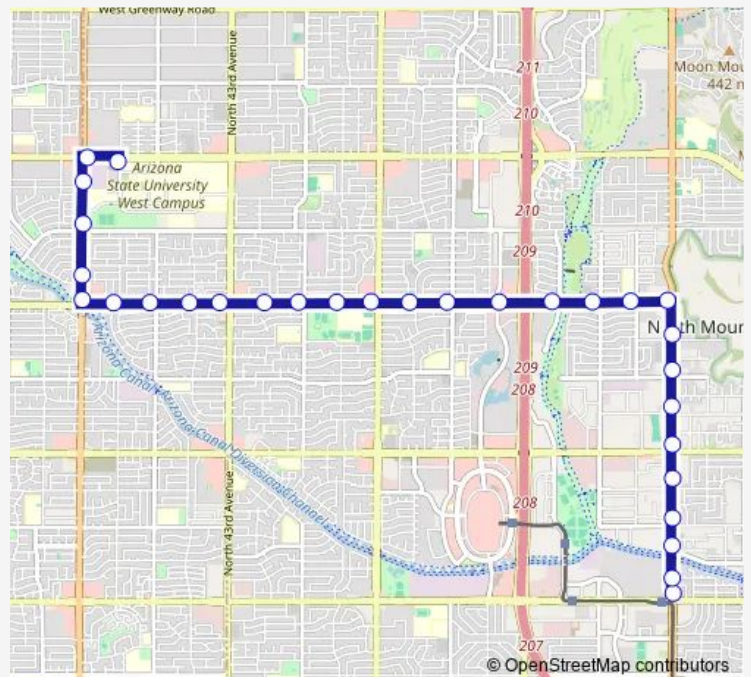 West Greenway Road
North 43rd Avenue
211
Moon Mou
442 m
210
Arizona
State University
- West Campus
210
209
N th Moun
209
208
Arizona Canal
Arizona Canal Diversion Channel
North 43rd Avenue
208
207
© OpenStreetMap contributors